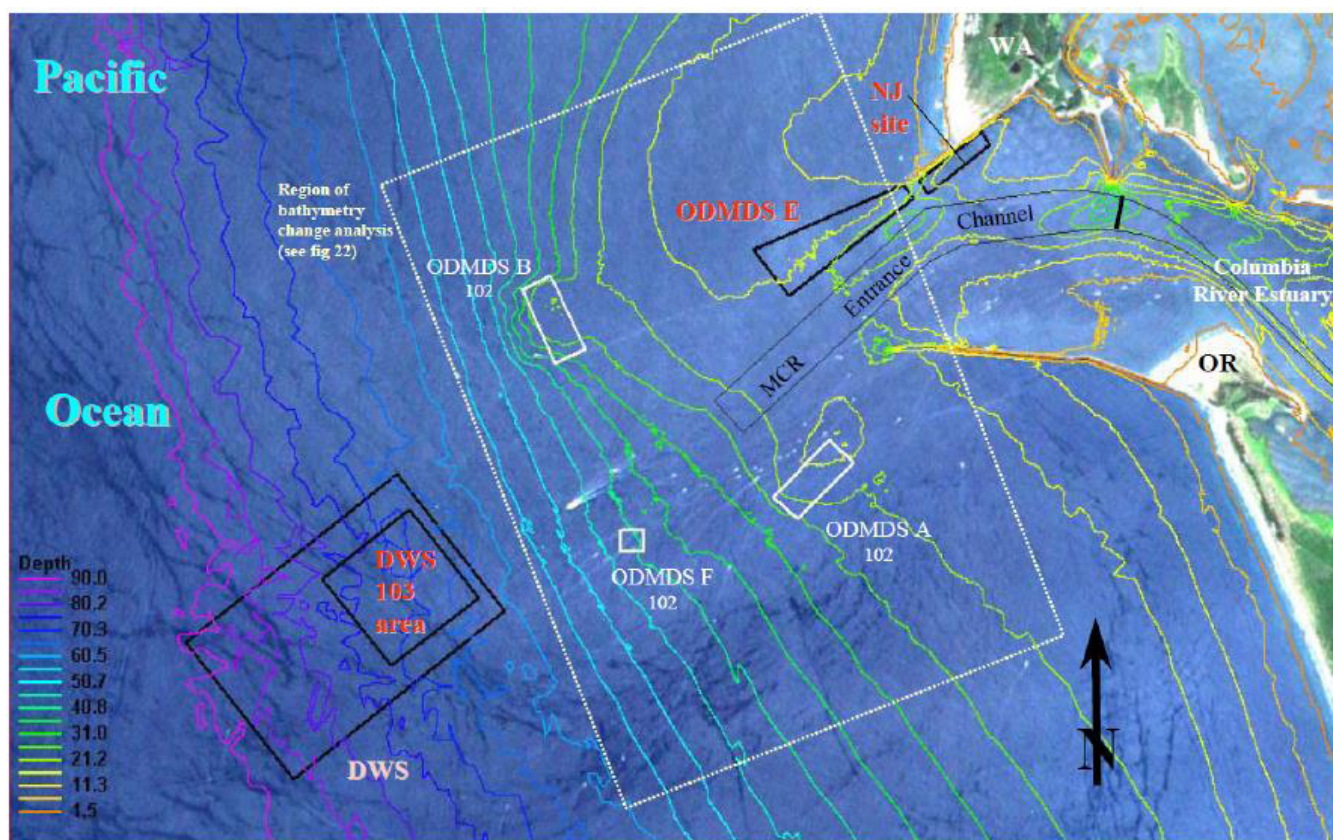 Pacific
WA
NJ
site
Region of
bathymetry
change analysis
(see fig 22)
ODMDS E
Channel
ODMDS B
102
Entrance
Columbia
River Estuary
MCR
OR
Ocean
ODMDS A
102
DWS
103
area
ODMDS F
102
Depth
90.0
80.2
70.3
60.5
50.7
40.8
31.0
21.2
11.3
4.5
DWS
N